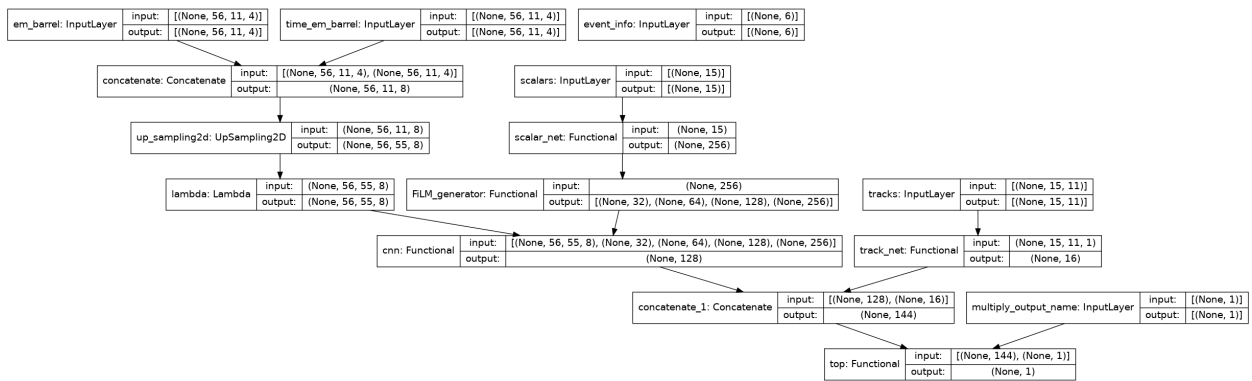 em_barrel: InputLayer input: [(None, 56, 11, 4)] output: [(None, 56, 11, 4)]
time_em_barrel: InputLayer input: [(None, 56, 11, 4)] output: [(None, 56, 11, 4)]
event_info: InputLayer input: [(None, 6)] output: [(None, 6)]
concatenate: Concatenate input: [(None, 56, 11, 4), (None, 56, 11, 4)] output: (None, 56, 11, 8)
scalars: InputLayer input: [(None, 15)] output: [(None, 15)]
up_sampling2d: UpSampling2D input: (None, 56, 11, 8) output: (None, 56, 55, 8)
scalar_net: Functional input: (None, 15) output: (None, 256)
lambda: Lambda input: (None, 56, 55, 8) output: (None, 56, 55, 8)
FiLM_generator: Functional input: (None, 256) output: [(None, 32), (None, 64), (None, 128), (None, 256)]
tracks: InputLayer input: [(None, 15, 11)] output: [(None, 15, 11)]
cnn: Functional input: [(None, 56, 55, 8), (None, 32), (None, 64), (None, 128), (None, 256)] output: (None, 128)
track_net: Functional input: (None, 15, 11, 1) output: (None, 16)
concatenate_1: Concatenate input: [(None, 128), (None, 16)] output: (None, 144)
multiply_output_name: InputLayer input: [(None, 1)] output: [(None, 1)]
top: Functional input: [(None, 144), (None, 1)] output: (None, 1)